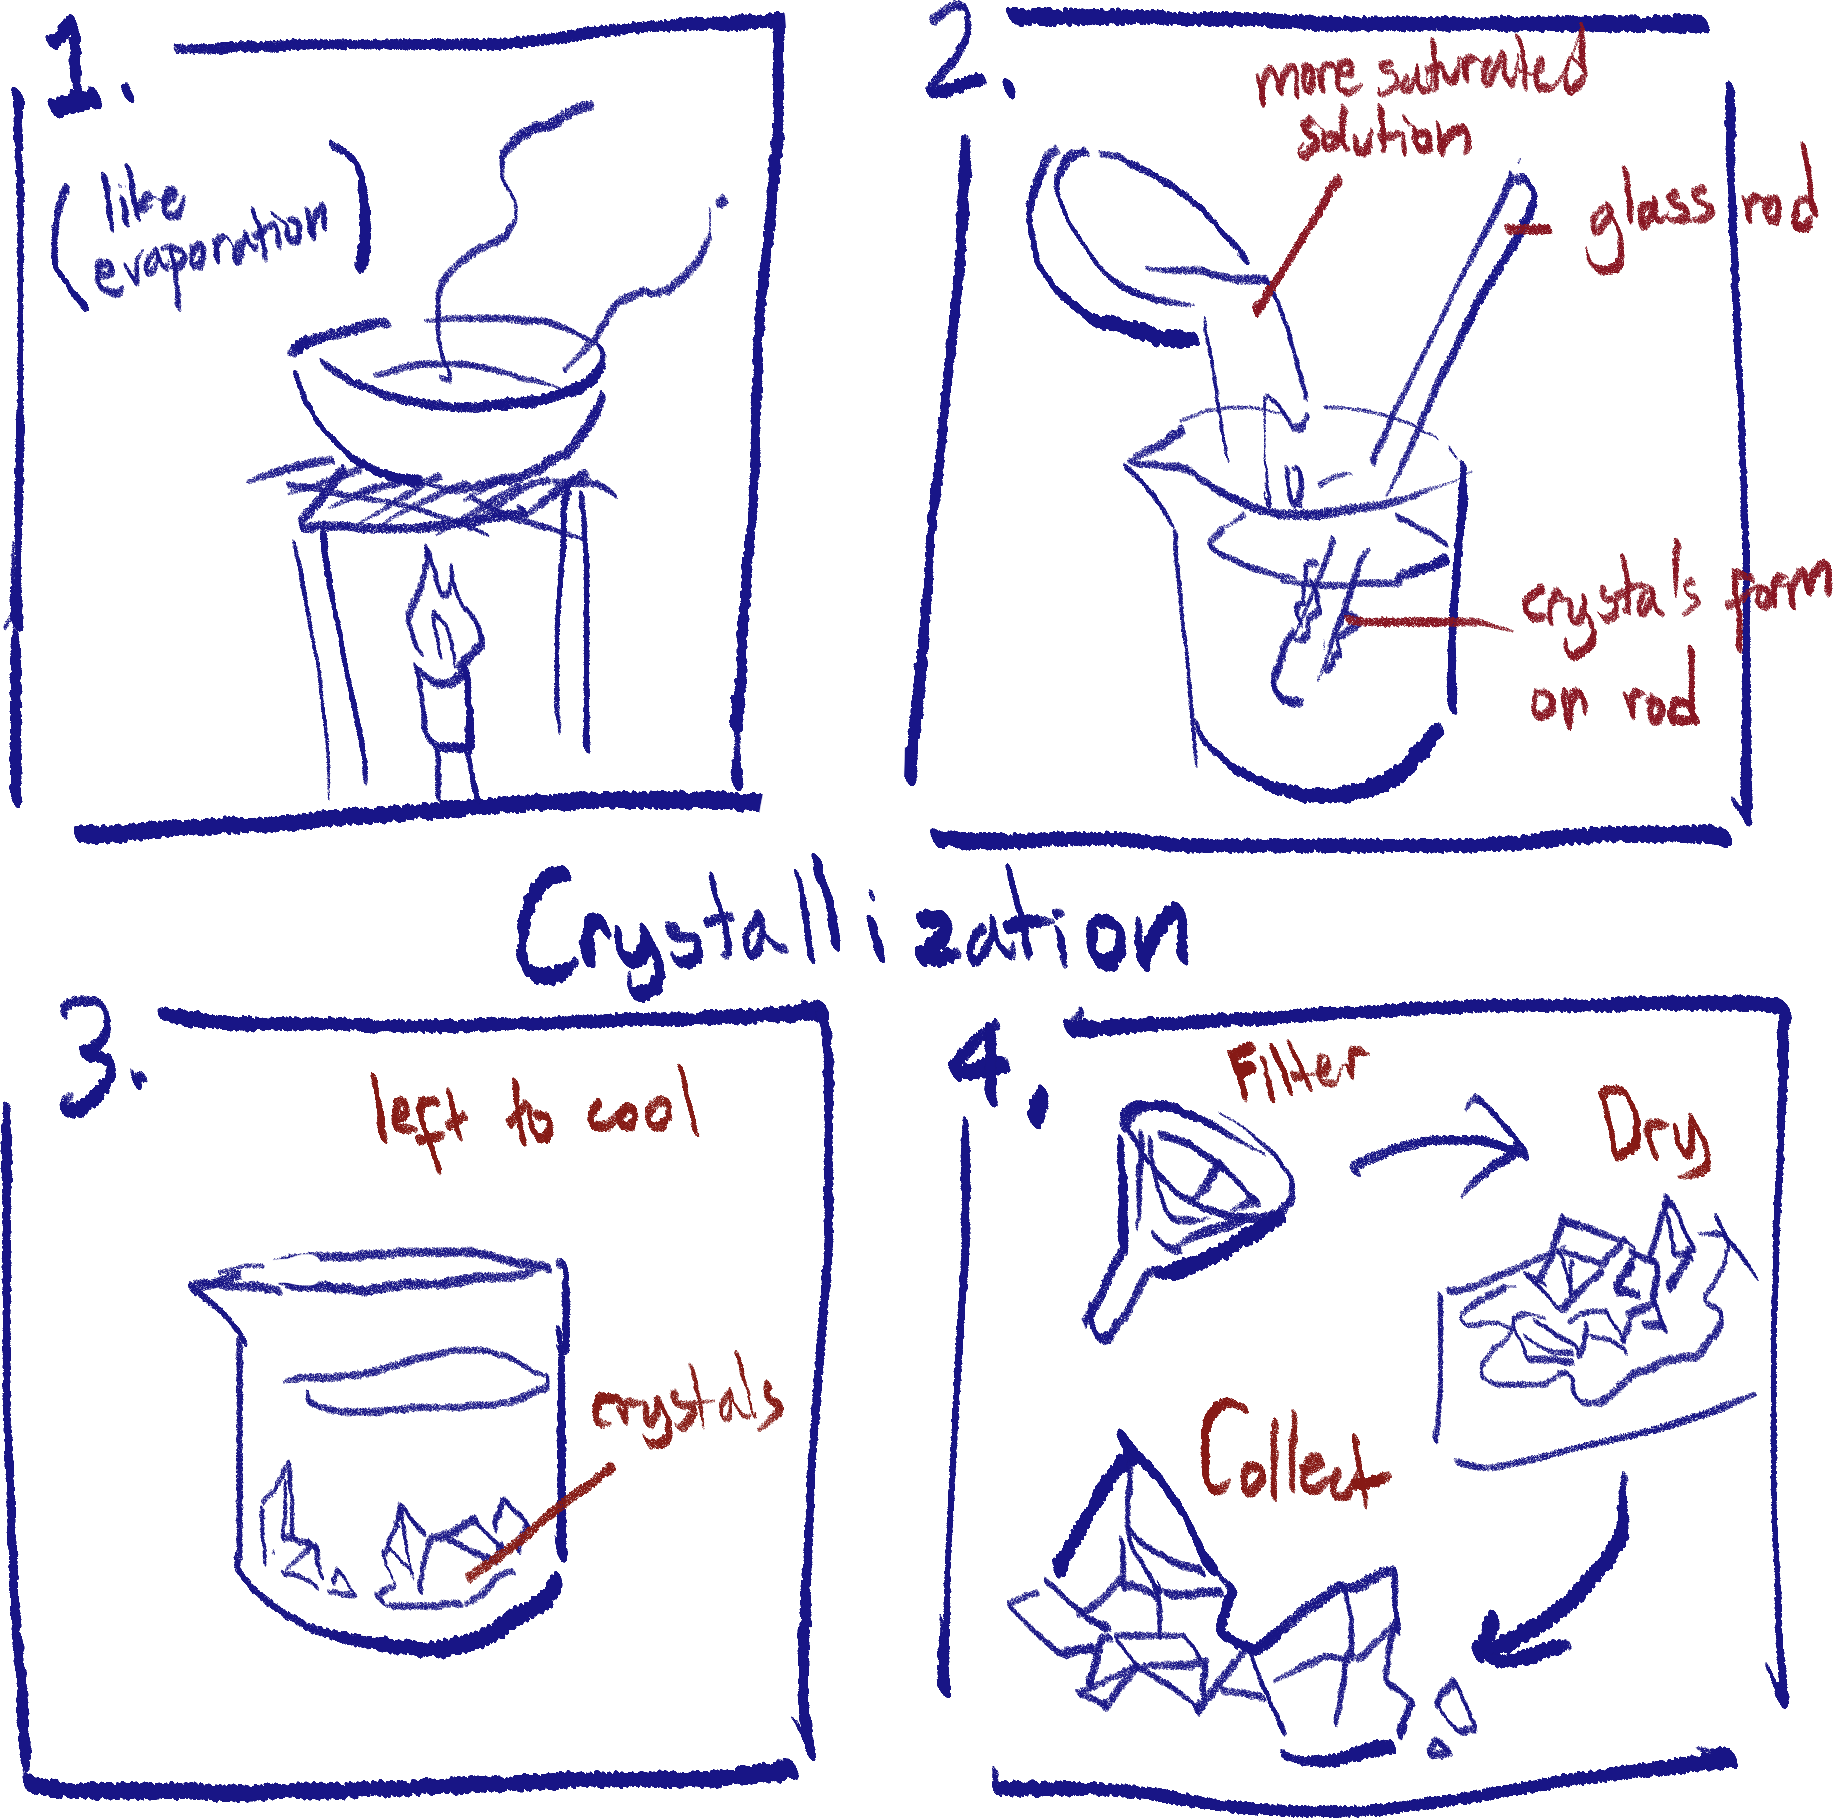 1.
(like
evaporation)
2.
more saturated
solution
glass rod
crystals form
on rod
Crystallization
3.
left to cool
crystals
4.
Filter
Dry
Collect